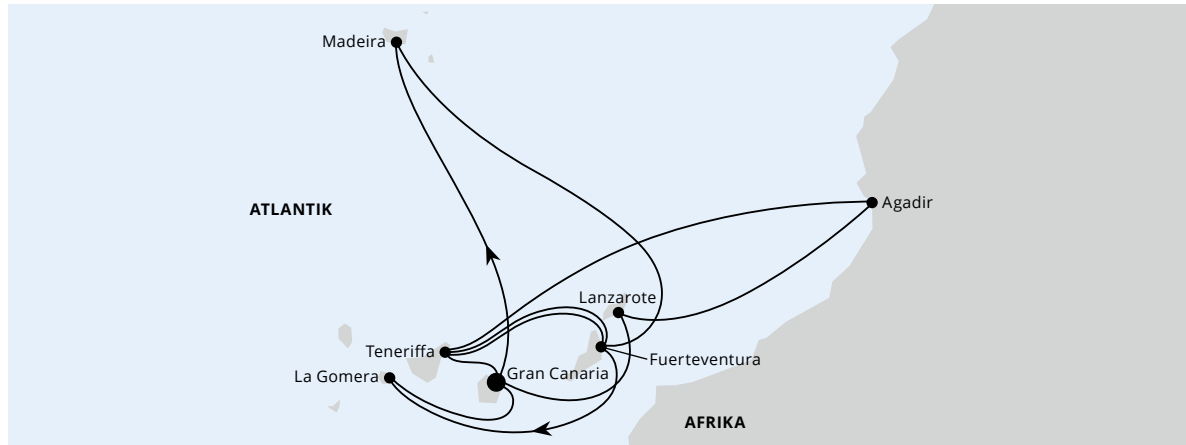 Madeira
ATLANTIK
Agadir
Lanzarote
Teneriffa
Fuerteventura
La Gomera
Gran Canaria
AFRIKA